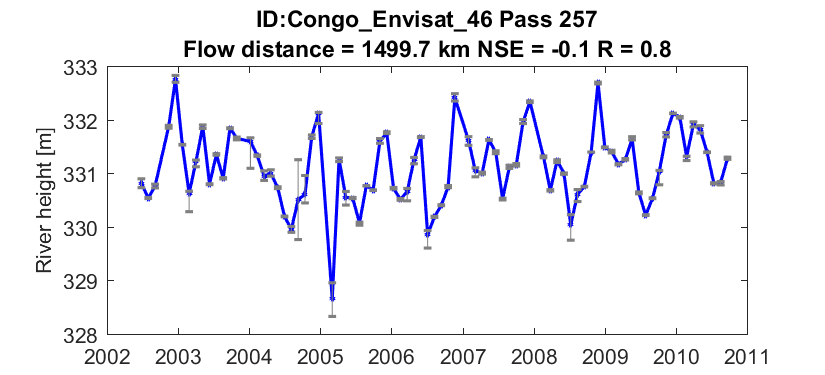 ID:Congo_Envisat_46 Pass 257
Flow distance = 1499.7 km NSE = -0.1 R = 0.8
333
332
331
330
329
328
River height [m]
2002 2003 2004 2005 2006 2007 2008 2009 2010 2011